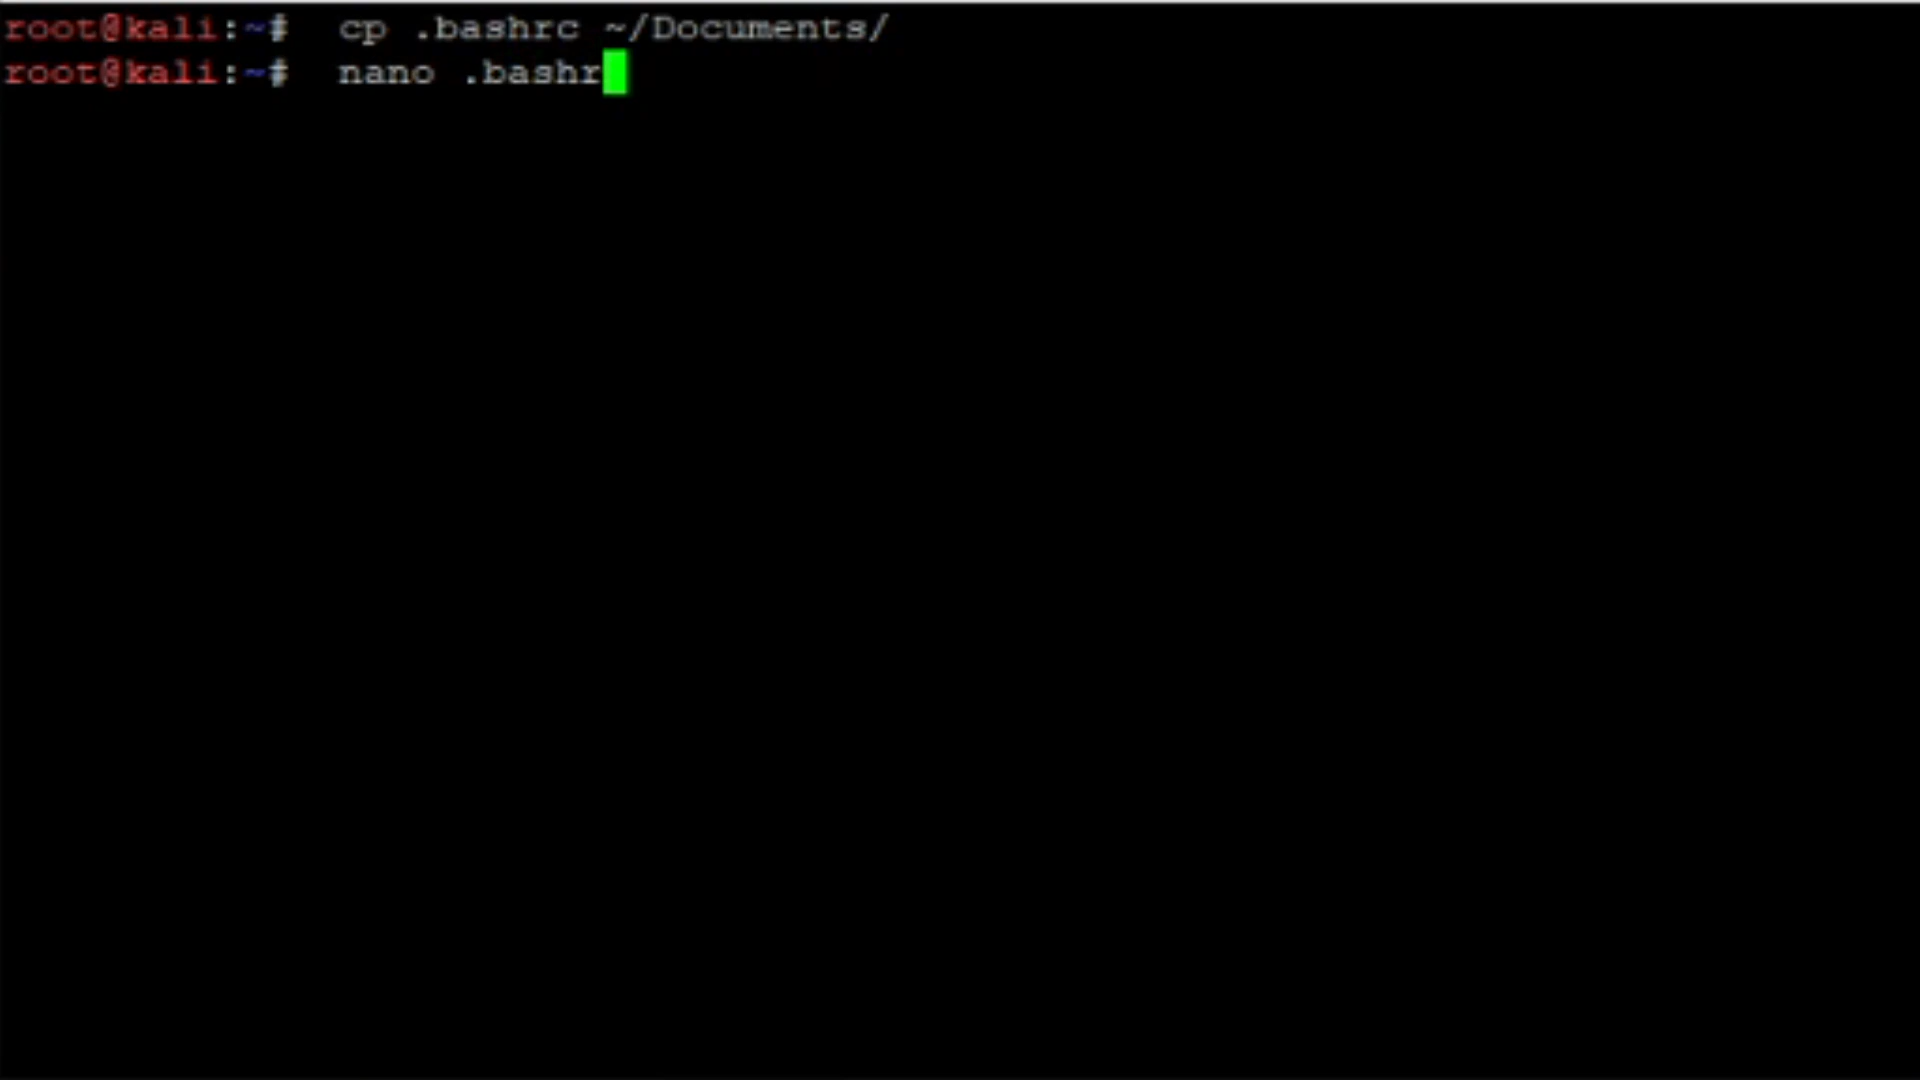 root@kali:~#  cp .bashrc ~/Documents/
root@kali:~#  nano .bashr